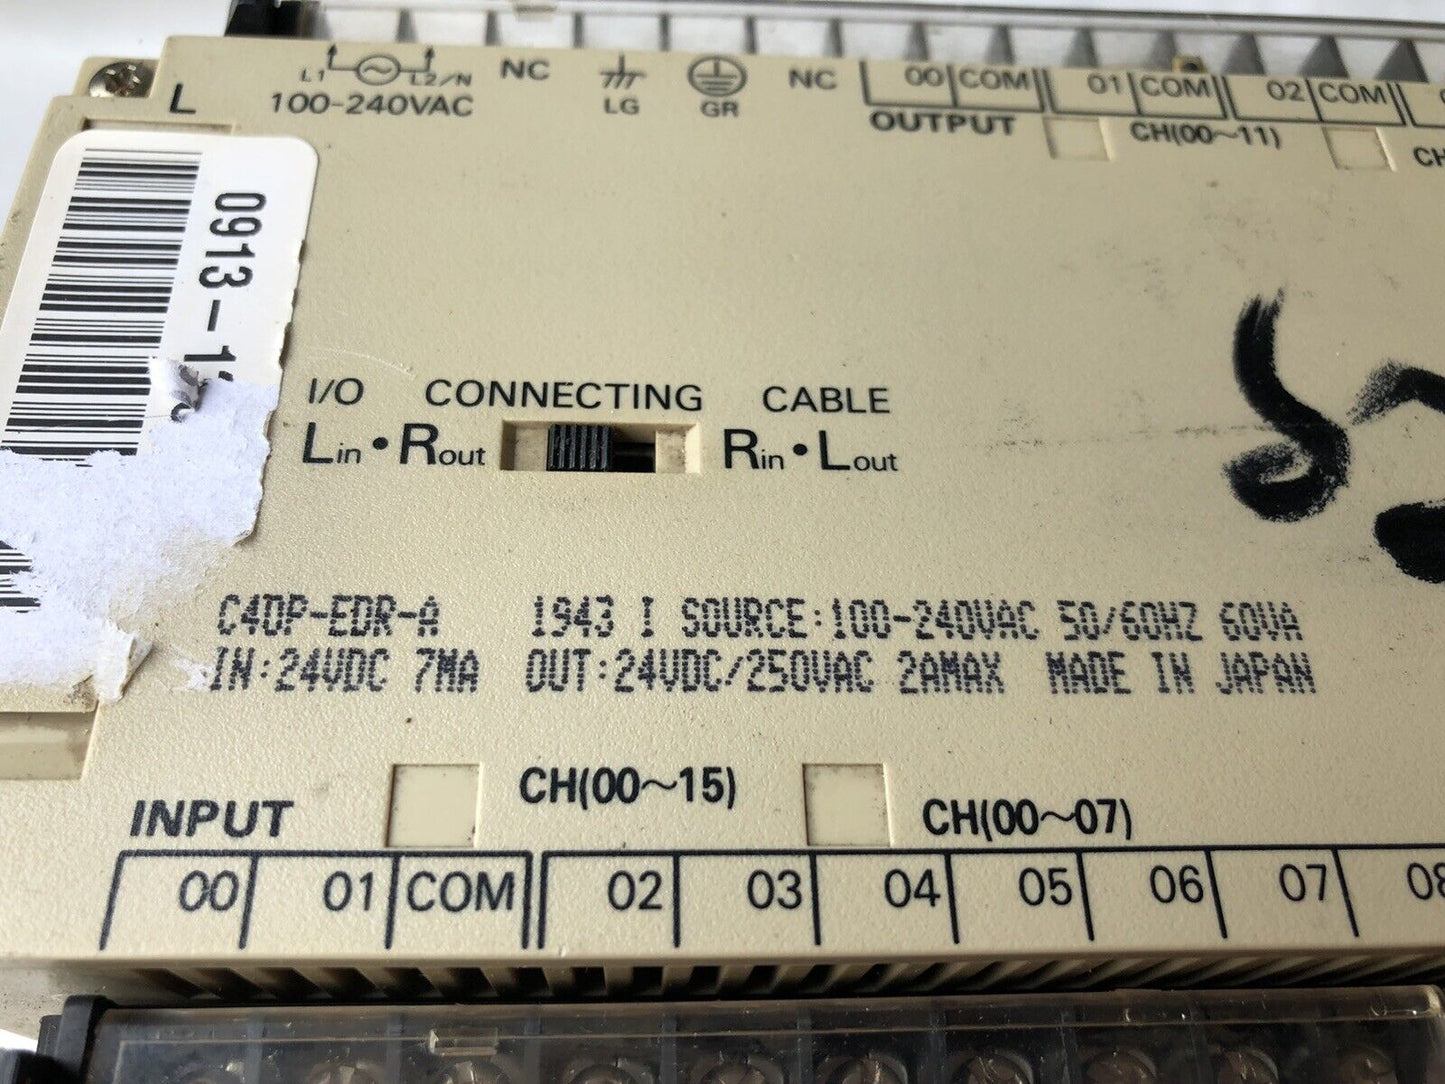 L1 L2/N NC NC 00 COM 01 COM 02 COM
L 100-240VAC LG GR OUTPUT CH(00~11)
0913-1
I/O CONNECTING CABLE
Lin•Rout Rin•Lout
C40P-EDR-A 1943 I SOURCE:100-240VAC 50/60HZ 60VA
IN:24VDC 7MA OUT:24VDC/250VAC 2AMAX MADE IN JAPAN
INPUT CH(00~15) CH(00~07)
00 01 COM 02 03 04 05 06 07